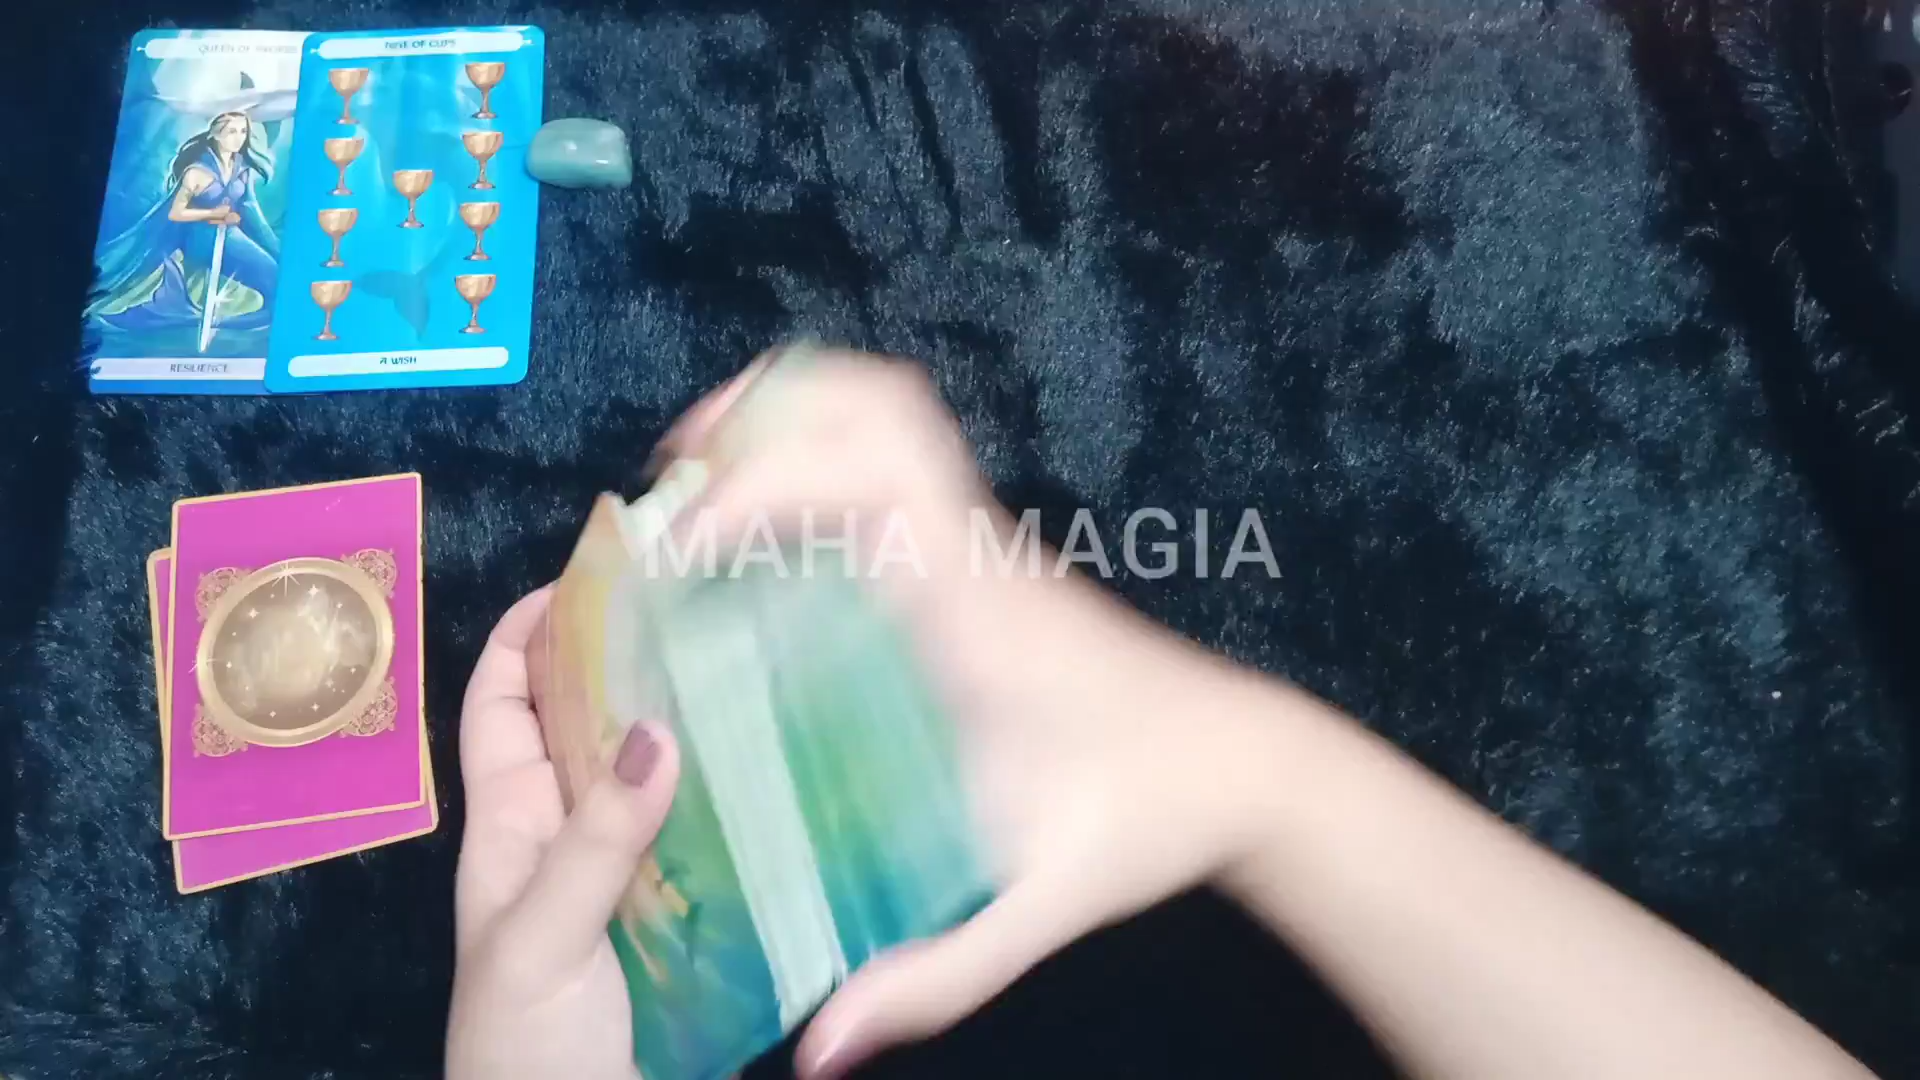 QUEEN OF SWORDS
NINE OF CUPS
RESILIENCE
A WISH
MAHA MAGIA